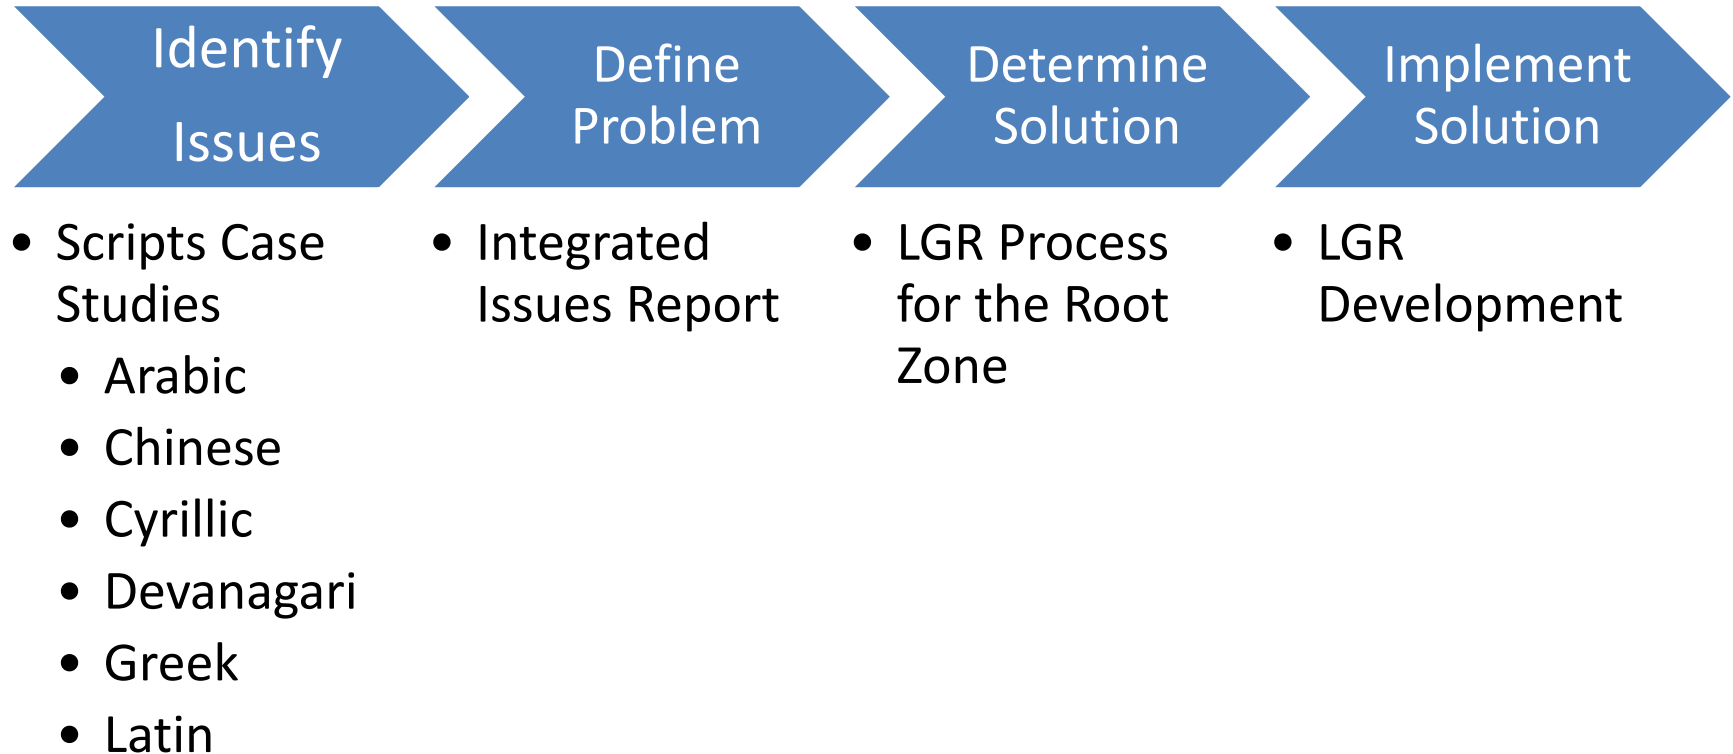 Identify
Issues
Define
Problem
Determine
Solution
Implement
Solution
• Scripts Case
Studies
• Arabic
• Chinese
• Cyrillic
• Devanagari
• Greek
• Latin
• Integrated
Issues Report
• LGR Process
for the Root
Zone
• LGR
Development